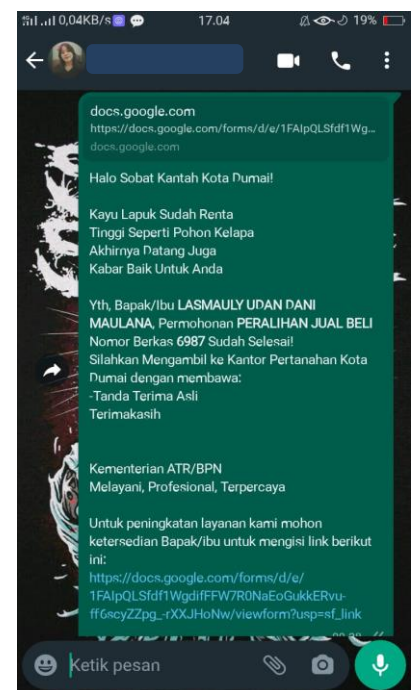 0,04KB/s
17.04
19%
docs.google.com
https://docs.google.com/forms/d/e/1FAIpQLSfdf1Wg...
docs.google.com
Halo Sobat Kantah Kota Dumai!
Kayu Lapuk Sudah Renta
Tinggi Seperti Pohon Kelapa
Akhirnya Datang Juga
Kabar Baik Untuk Anda
Yth, Bapak/Ibu LASMAULY UDAN DANI
MAULANA, Permohonan PERALIHAN JUAL BELI
Nomor Berkas 6987 Sudah Selesai!
Silahkan Mengambil ke Kantor Pertanahan Kota
Dumai dengan membawa:
-Tanda Terima Asli
Terimakasih
Kementerian ATR/BPN
Melayani, Profesional, Terpercaya
Untuk peningkatan layanan kami mohon
ketersedian Bapak/ibu untuk mengisi link berikut
ini:
https://docs.google.com/forms/d/e/
1FAIpQLSfdf1WgdifFFW7R0NaEoGukkERvu-
ff6scyZZpg_-rXXJHoNw/viewform?usp=sf_link
Ketik pesan